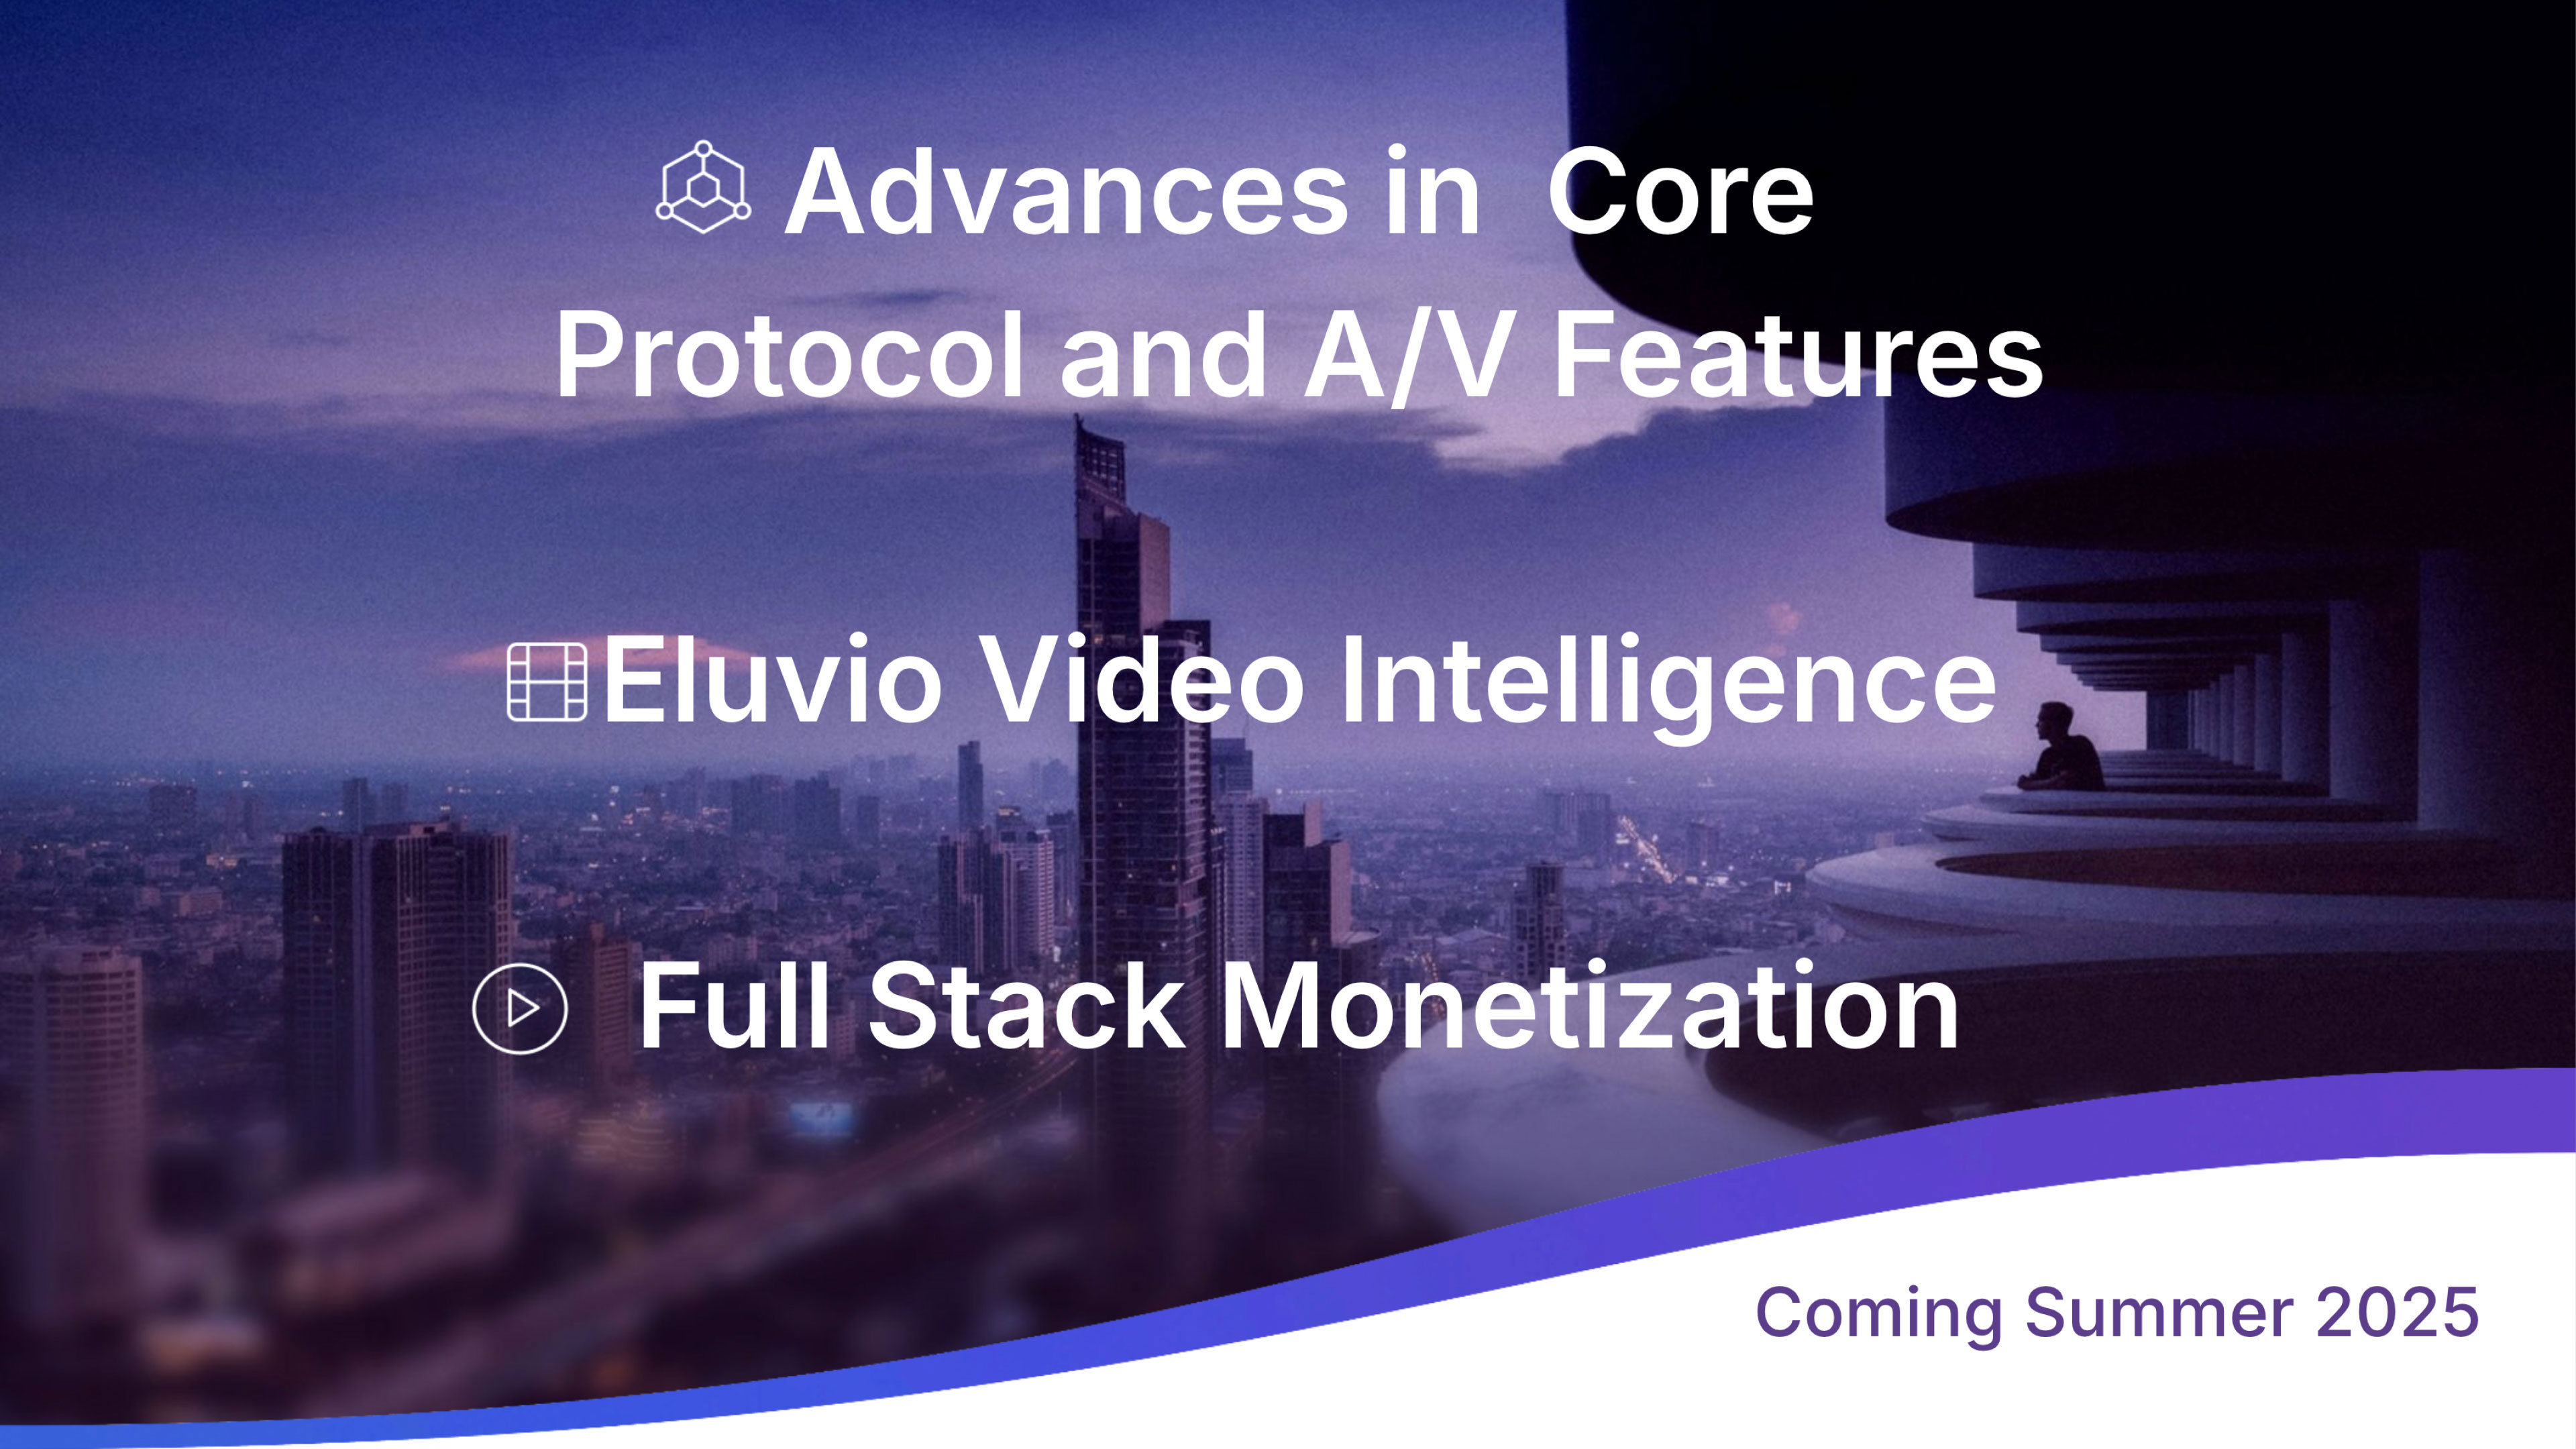 Advances in  Core
Protocol and A/V Features
Eluvio Video Intelligence
Full Stack Monetization
Coming Summer 2025